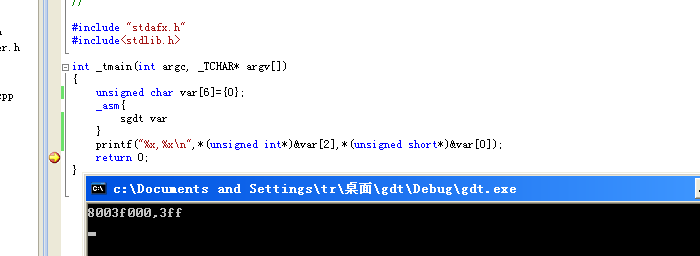 //
#include "stdafx.h"
#include<stdlib.h>
er.h
int _tmain(int argc, _TCHAR* argv[])
{
unsigned char var[6]={0};
cpp
_asm{
sgdt var
}
printf("%x,%x\n",*(unsigned int*)&var[2],*(unsigned short*)&var[0]);
return 0;
}
c:\Documents and Settings\tr\桌面\gdt\Debug\gdt.exe
8003f000,3ff